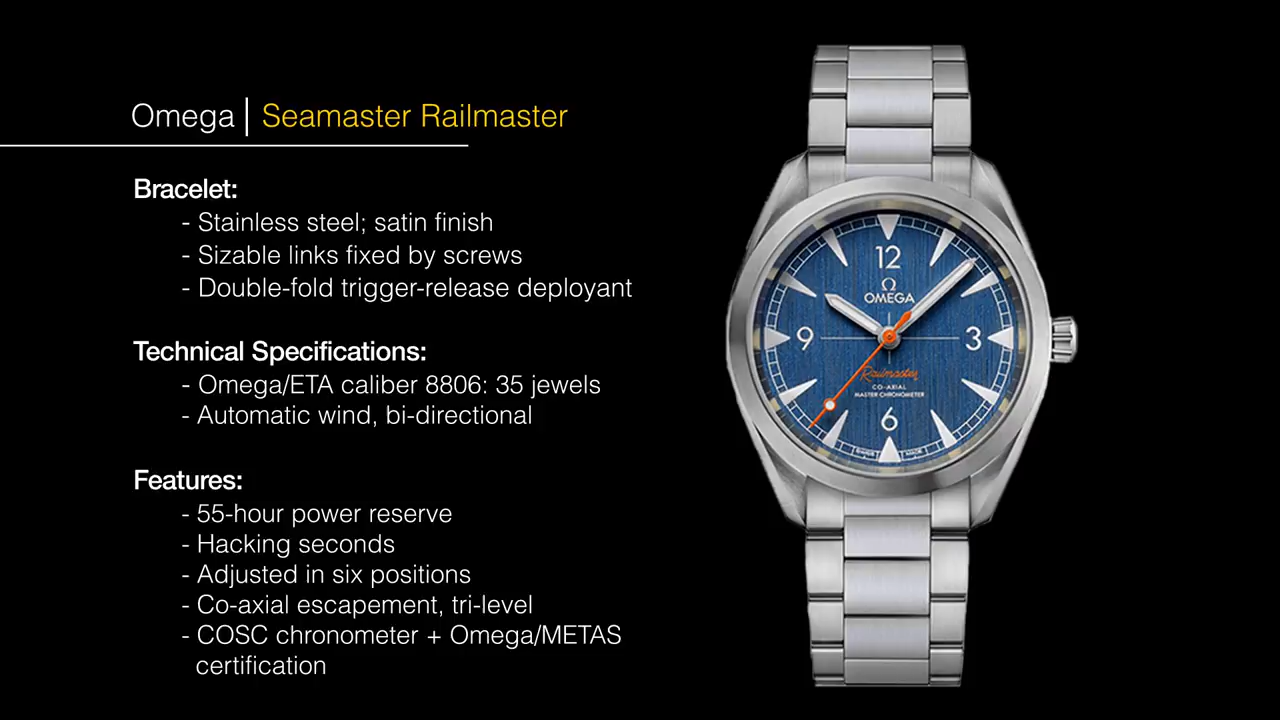 Omega | Seamaster Railmaster
Bracelet:
- Stainless steel; satin finish
- Sizable links fixed by screws
- Double-fold trigger-release deployant
Technical Specifications:
- Omega/ETA caliber 8806: 35 jewels
- Automatic wind, bi-directional
Features:
- 55-hour power reserve
- Hacking seconds
- Adjusted in six positions
- Co-axial escapement, tri-level
- COSC chronometer + Omega/METAS
certification
12
Ω
OMEGA
9
3
Railmaster
CO-AXIAL
MASTER CHRONOMETER
6
SWISS MADE